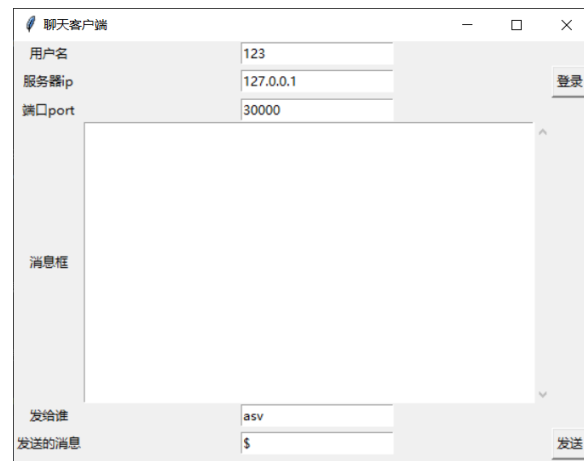 聊天客户端
用户名 123
服务器ip 127.0.0.1 登录
端口port 30000
消息框
发给谁 asv
发送的消息 $ 发送